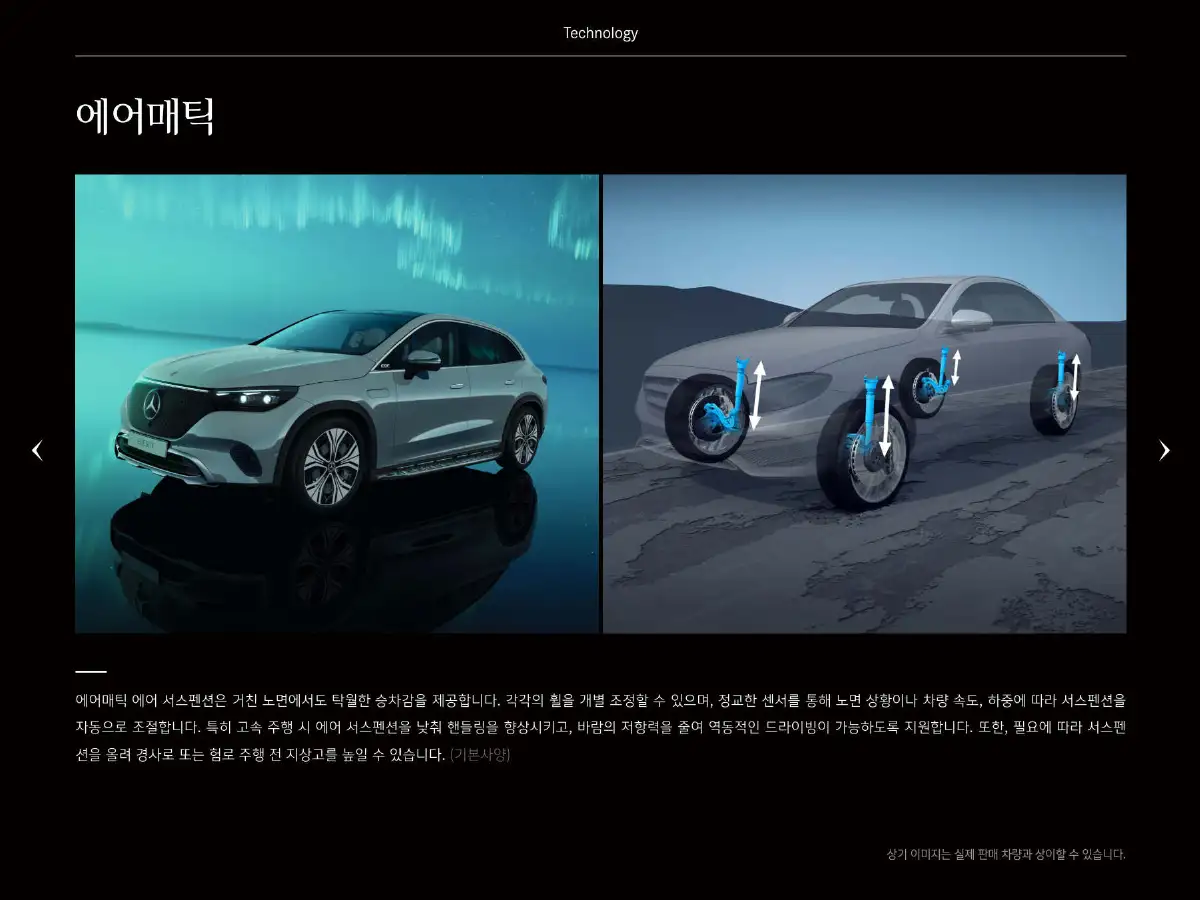 Technology
에어매틱
에어매틱 에어 서스펜션은 거친 노면에서도 탁월한 승차감을 제공합니다. 각각의 휠을 개별 조정할 수 있으며, 정교한 센서를 통해 노면 상황이나 차량 속도, 하중에 따라 서스펜션을
자동으로 조절합니다. 특히 고속 주행 시 에어 서스펜션을 낮춰 핸들링을 향상시키고, 바람의 저항력을 줄여 역동적인 드라이빙이 가능하도록 지원합니다. 또한, 필요에 따라 서스펜
션을 올려 경사로 또는 험로 주행 전 지상고를 높일 수 있습니다. (기본사양)
상기 이미지는 실제 판매 차량과 상이할 수 있습니다.